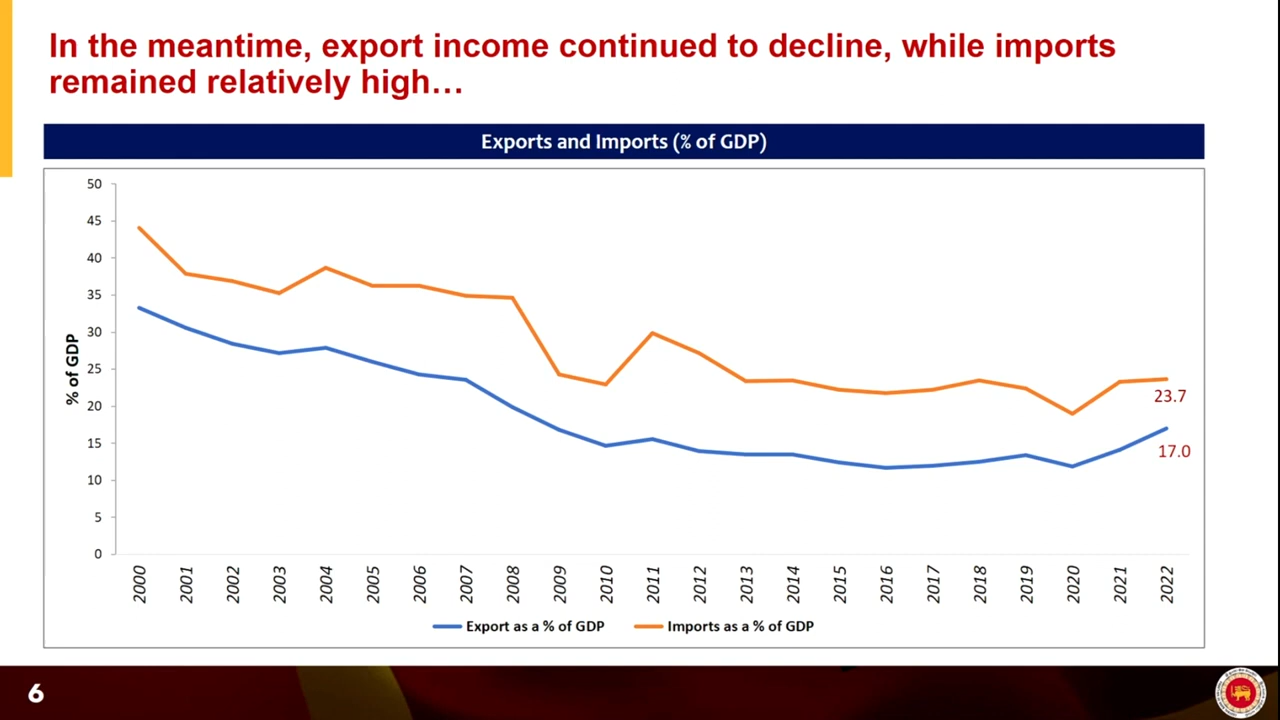 In the meantime, export income continued to decline, while imports
remained relatively high…
Exports and Imports (% of GDP)
50
45
40
35
30
25
20
15
10
5
0
% of GDP
23.7
17.0
2000 2001 2002 2003 2004 2005 2006 2007 2008 2009 2010 2011 2012 2013 2014 2015 2016 2017 2018 2019 2020 2021 2022
Export as a % of GDP Imports as a % of GDP
6